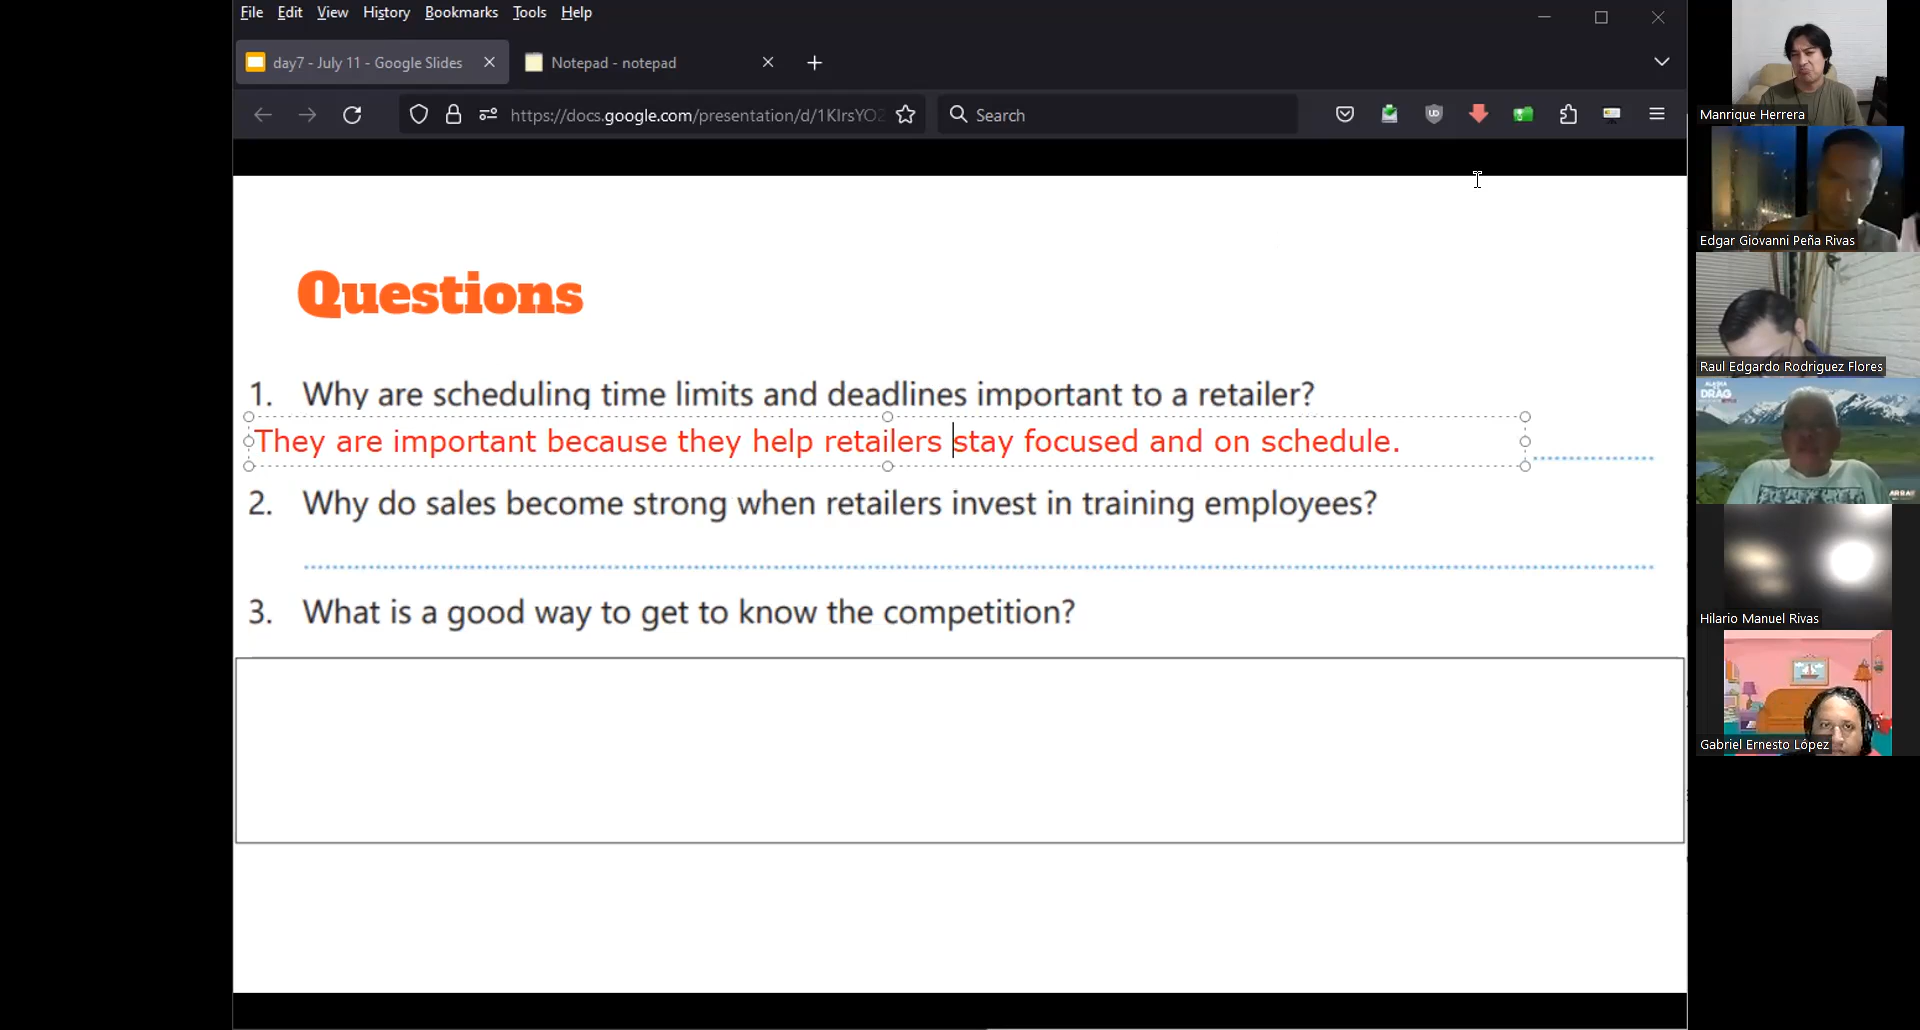 File Edit View History Bookmarks Tools Help
day7 - July 11 - Google Slides
Notepad - notepad
https://docs.google.com/presentation/d/1KIrsYO
Search
Questions
1. Why are scheduling time limits and deadlines important to a retailer?
They are important because they help retailers stay focused and on schedule.
2. Why do sales become strong when retailers invest in training employees?
3. What is a good way to get to know the competition?
Manrique Herrera
Edgar Giovanni Peña Rivas
Raul Edgardo Rodriguez Flores
ALASKA
DRAG
Hilario Manuel Rivas
Gabriel Ernesto López